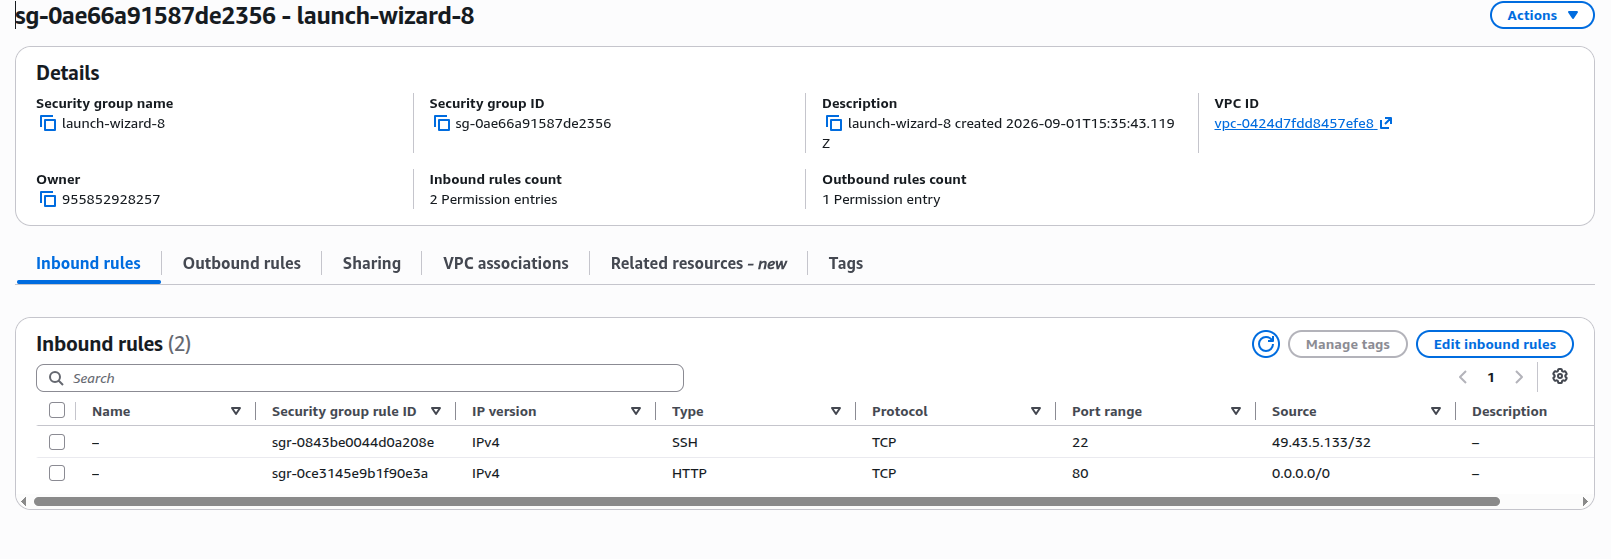 sg-0ae66a91587de2356 - launch-wizard-8
Actions
Details
Security group name
launch-wizard-8
Security group ID
sg-0ae66a91587de2356
Description
launch-wizard-8 created 2026-09-01T15:35:43.119
Z
VPC ID
vpc-0424d7fdd8457efe8
Owner
955852928257
Inbound rules count
2 Permission entries
Outbound rules count
1 Permission entry
Inbound rules Outbound rules Sharing VPC associations Related resources - new Tags
Inbound rules (2)
Manage tags Edit inbound rules
Search
1
Name Security group rule ID IP version Type Protocol Port range Source Description
– sgr-0843be0044d0a208e IPv4 SSH TCP 22 49.43.5.133/32 –
– sgr-0ce3145e9b1f90e3a IPv4 HTTP TCP 80 0.0.0.0/0 –